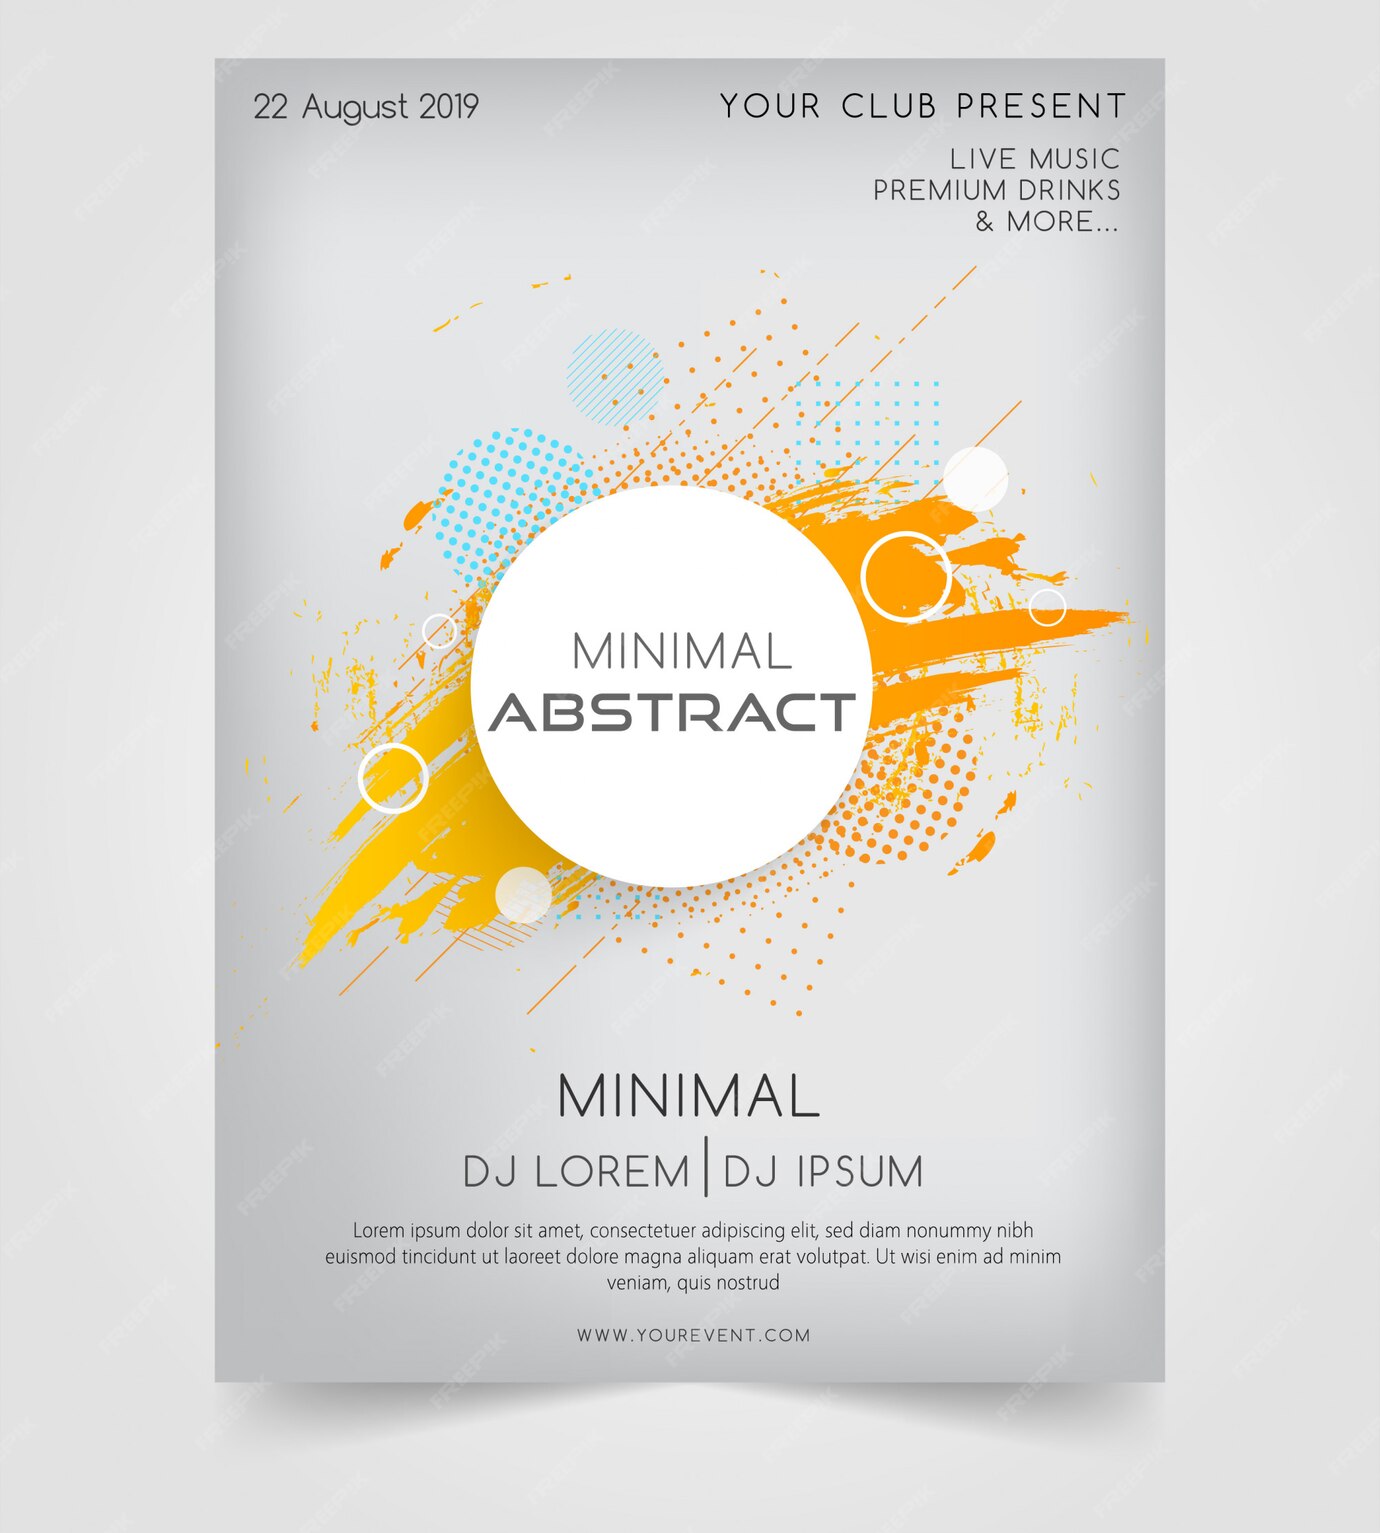 22 August 2019
YOUR CLUB PRESENT
LIVE MUSIC
PREMIUM DRINKS
& MORE...
MINIMAL
ABSTRACT
MINIMAL
DJ LOREM | DJ IPSUM
Lorem ipsum dolor sit amet, consectetuer adipiscing elit, sed diam nonummy nibh
euismod tincidunt ut laoreet dolore magna aliquam erat volutpat. Ut wisi enim ad minim
veniam, quis nostrud
WWW.YOUREVENT.COM